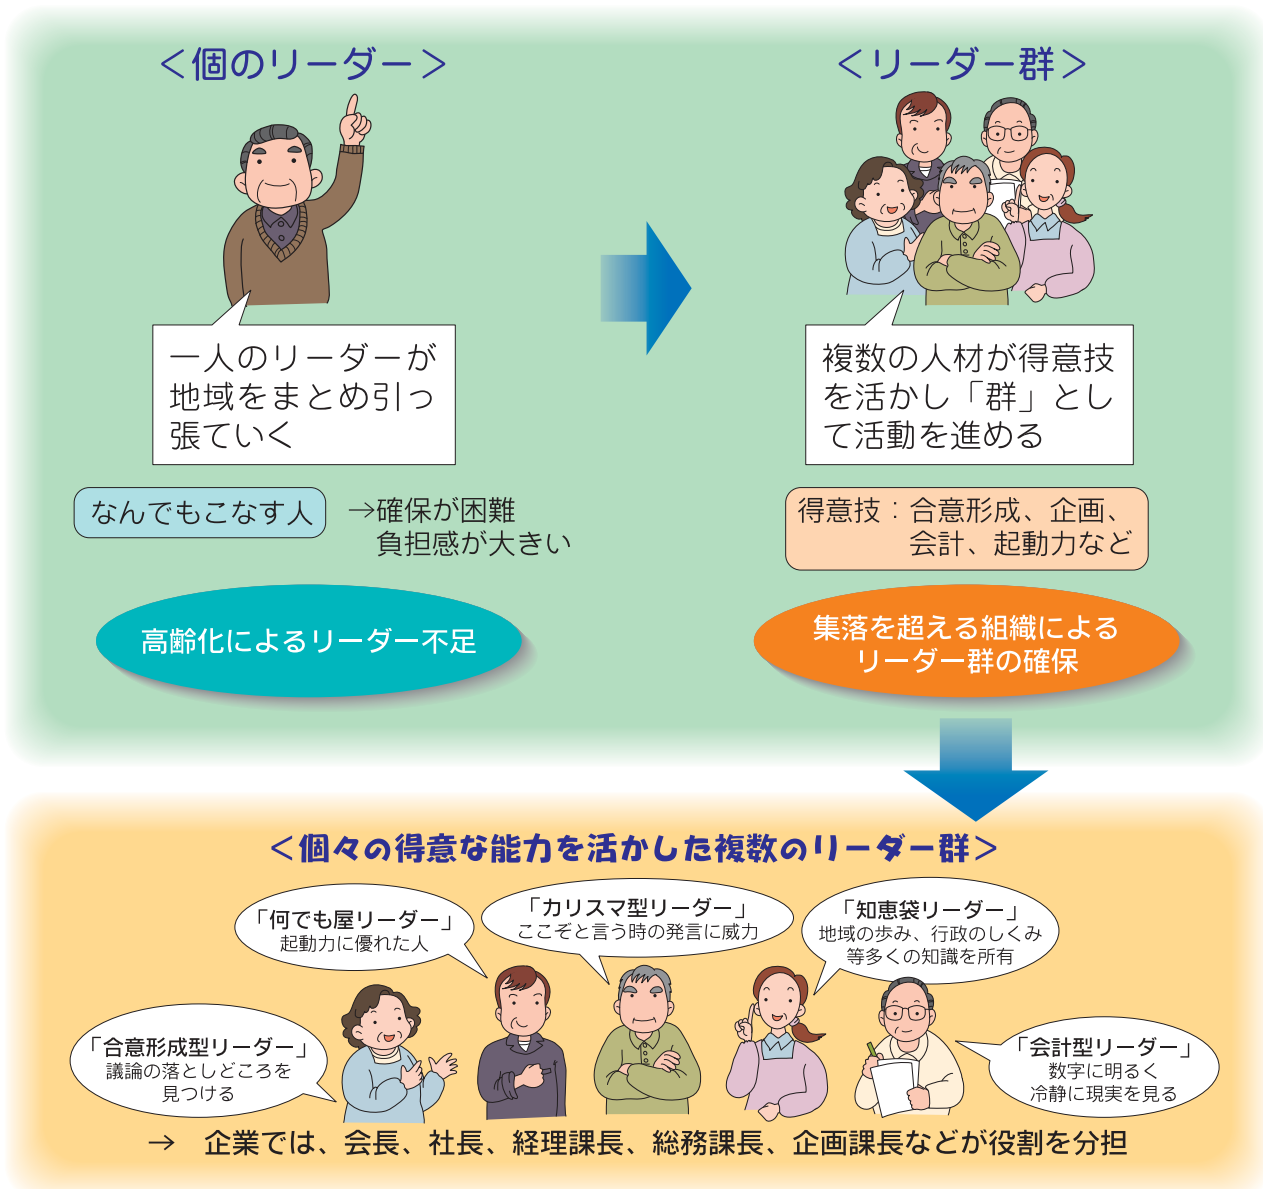 ＜個のリーダー＞
一人のリーダーが
地域をまとめ引っ
張ていく
なんでもこなす人
→確保が困難
負担感が大きい
高齢化によるリーダー不足
＜リーダー群＞
複数の人材が得意技
を活かし「群」とし
て活動を進める
得意技：合意形成、企画、
会計、起動力など
集落を超える組織による
リーダー群の確保
＜個々の得意な能力を活かした複数のリーダー群＞
「合意形成型リーダー」
議論の落としどころを
見つける
「何でも屋リーダー」
起動力に優れた人
「カリスマ型リーダー」
ここぞと言う時の発言に威力
「知恵袋リーダー」
地域の歩み、行政のしくみ
等多くの知識を所有
「会計型リーダー」
数字に明るく
冷静に現実を見る
→　企業では、会長、社長、経理課長、総務課長、企画課長などが役割を分担